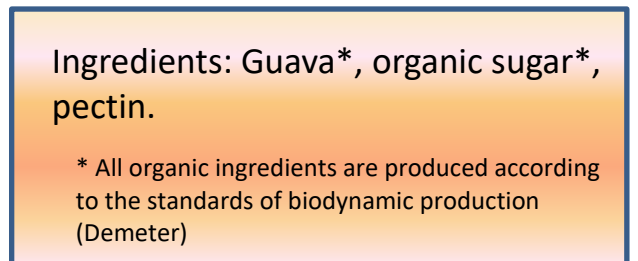 Ingredients: Guava*, organic sugar*,
pectin.
* All organic ingredients are produced according
to the standards of biodynamic production
(Demeter)